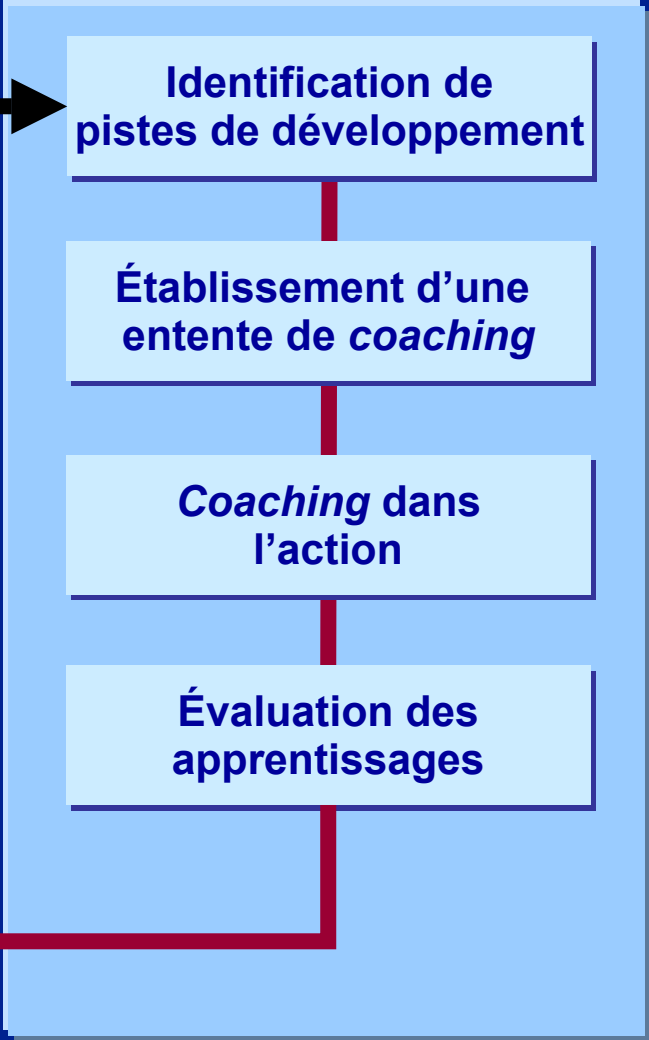 Identification de
pistes de développement
Établissement d’une
entente de coaching
Coaching dans
l’action
Évaluation des
apprentissages